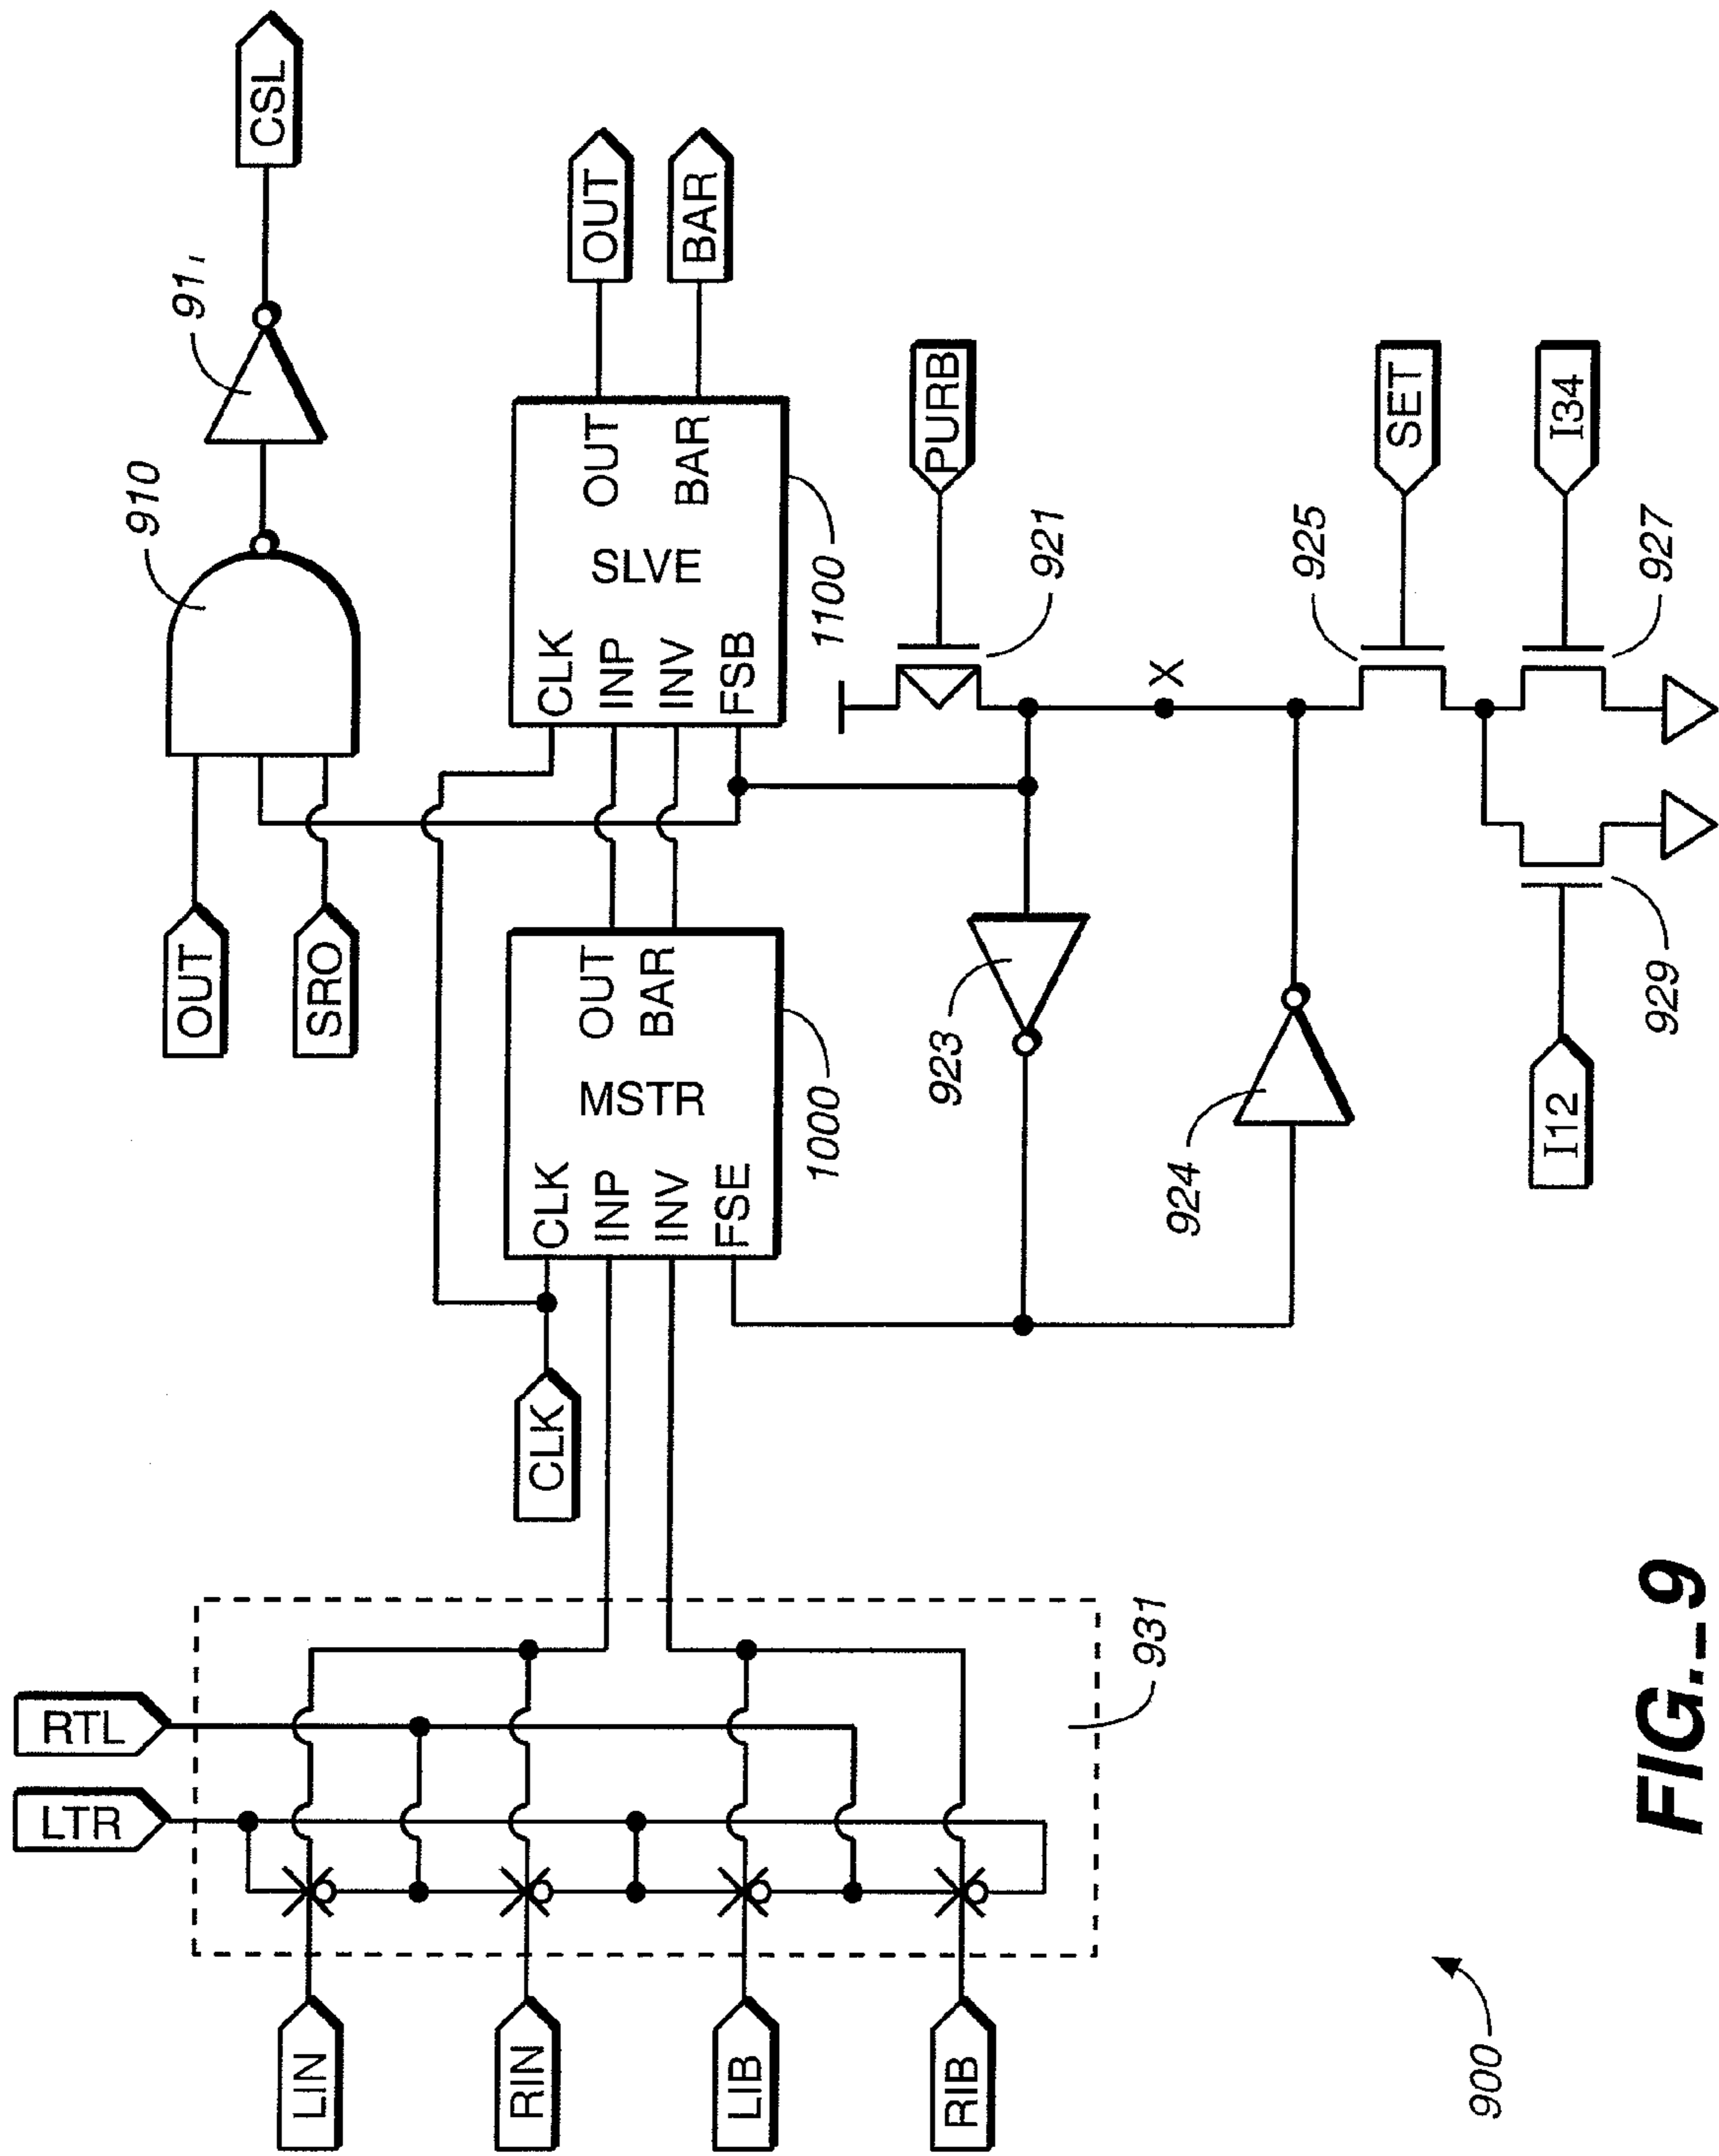 RTL
LTR
LIN
RIN
LIB
RIB
931
CLK
OUT
SRO
910
911
CSL
CLK
INP
INV
FSE
MSTR
OUT
BAR
1000
CLK
INP
INV
FSB
SLVE
OUT
BAR
1100
OUT
BAR
PURB
921
X
923
924
SET
925
I34
927
I12
929
900
FIG._9